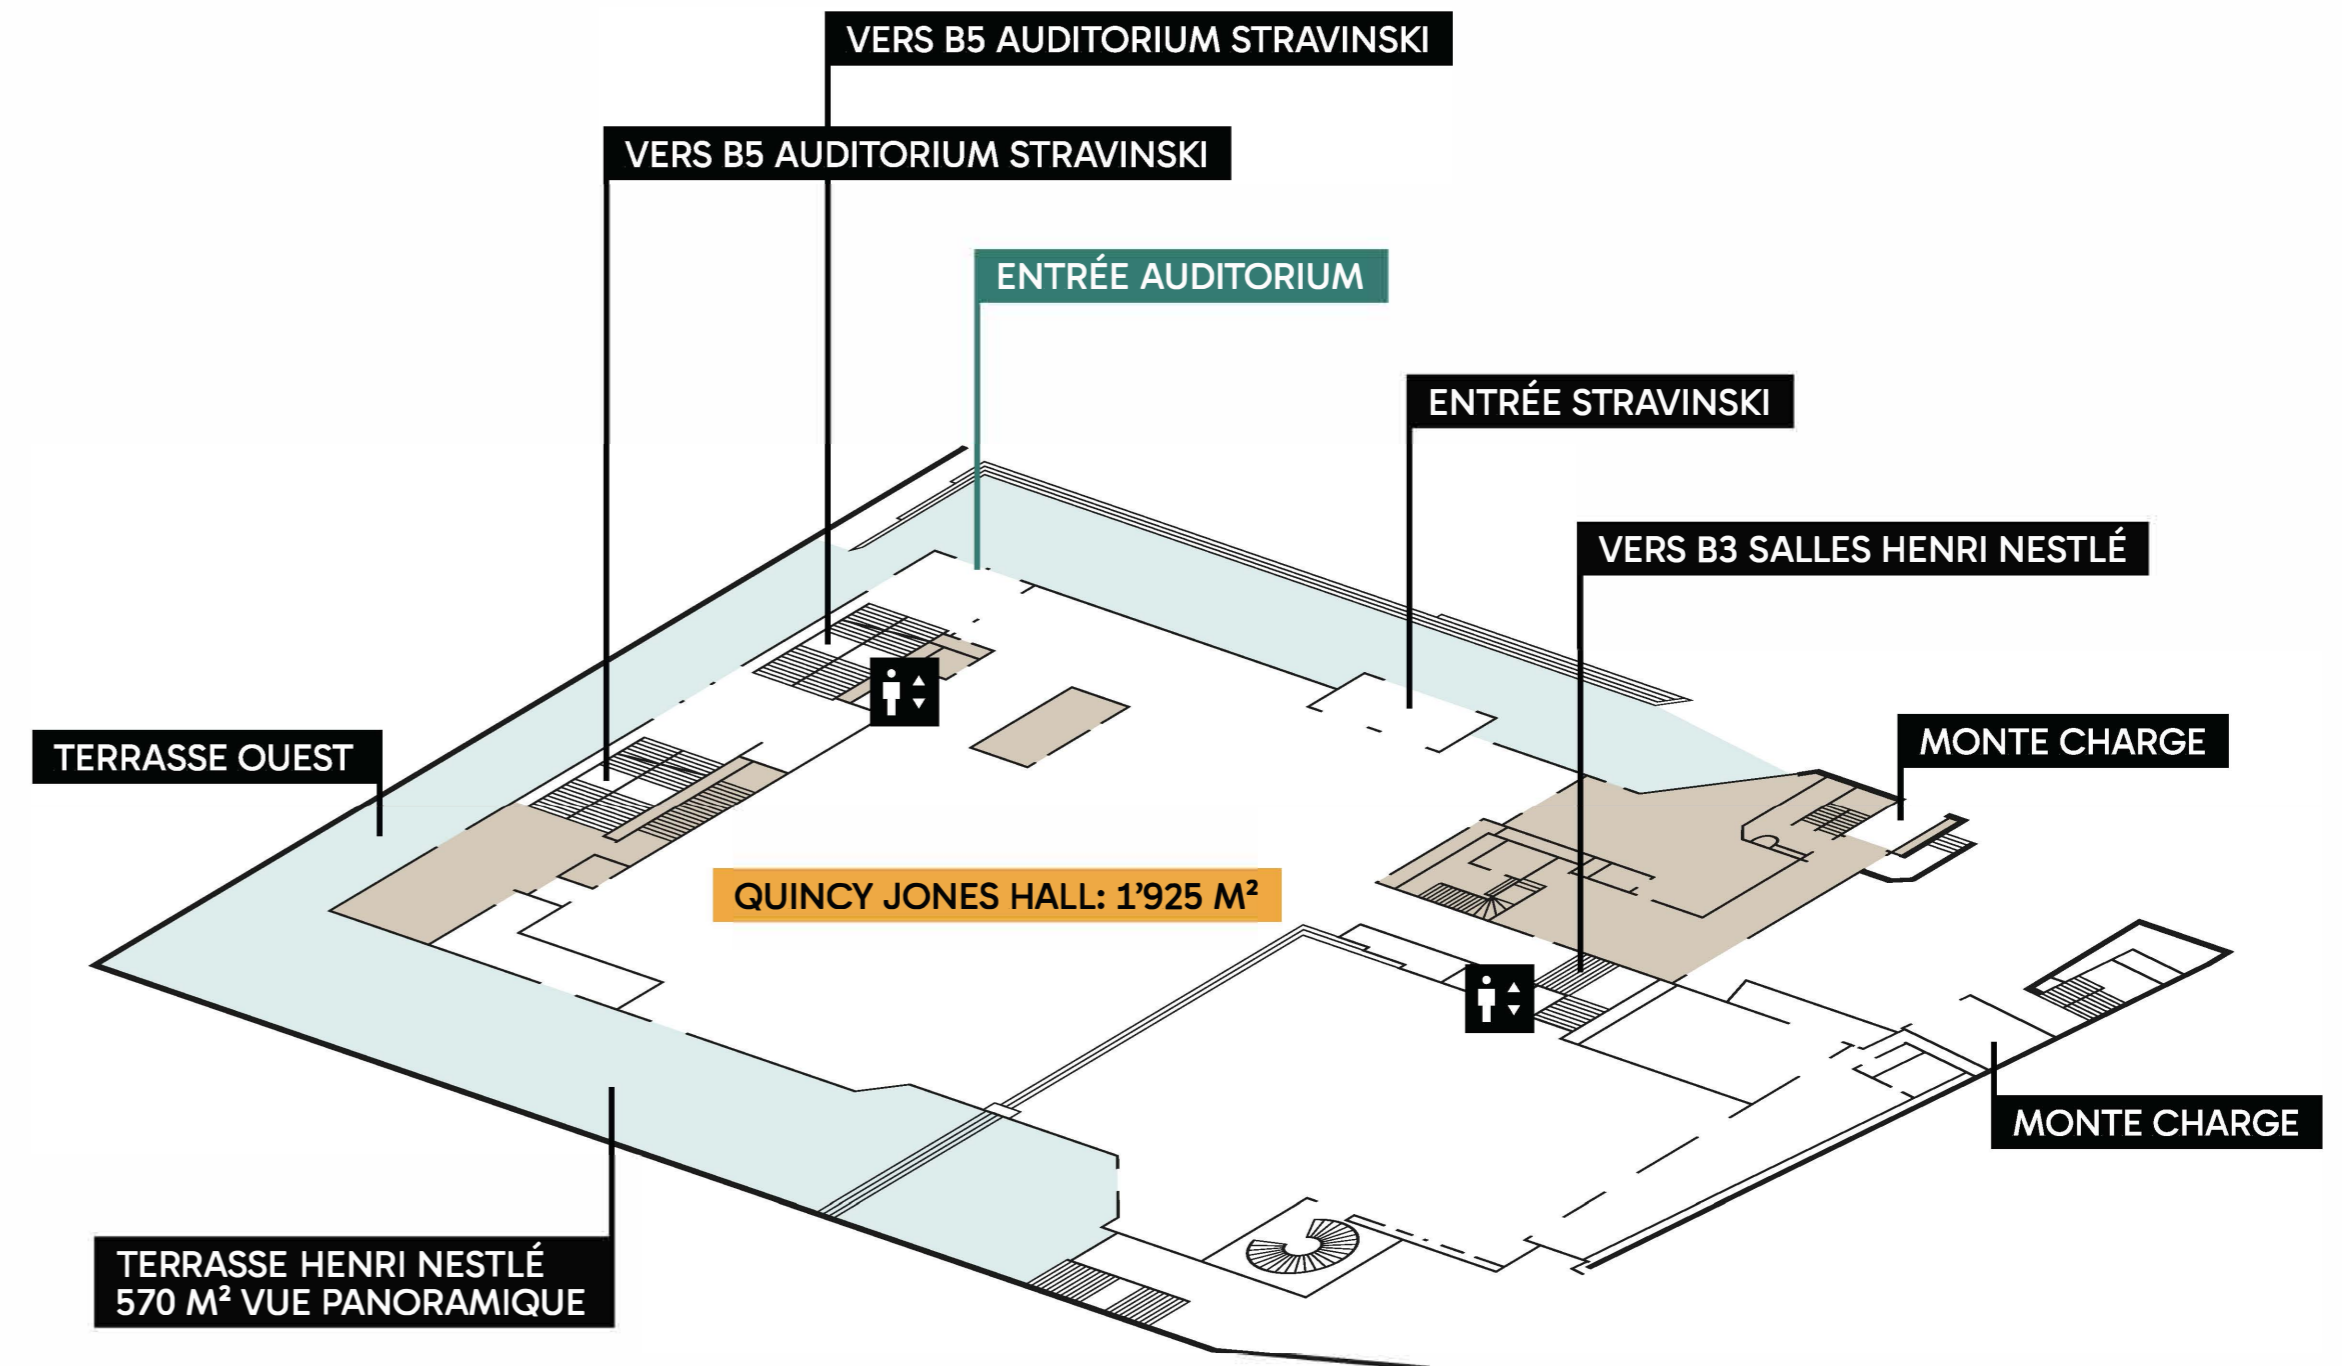 VERS B5 AUDITORIUM STRAVINSKI
VERS B5 AUDITORIUM STRAVINSKI
ENTRÉE AUDITORIUM
ENTRÉE STRAVINSKI
VERS B3 SALLES HENRI NESTLÉ
TERRASSE OUEST
MONTE CHARGE
QUINCY JONES HALL: 1’925 M²
MONTE CHARGE
TERRASSE HENRI NESTLÉ
570 M² VUE PANORAMIQUE